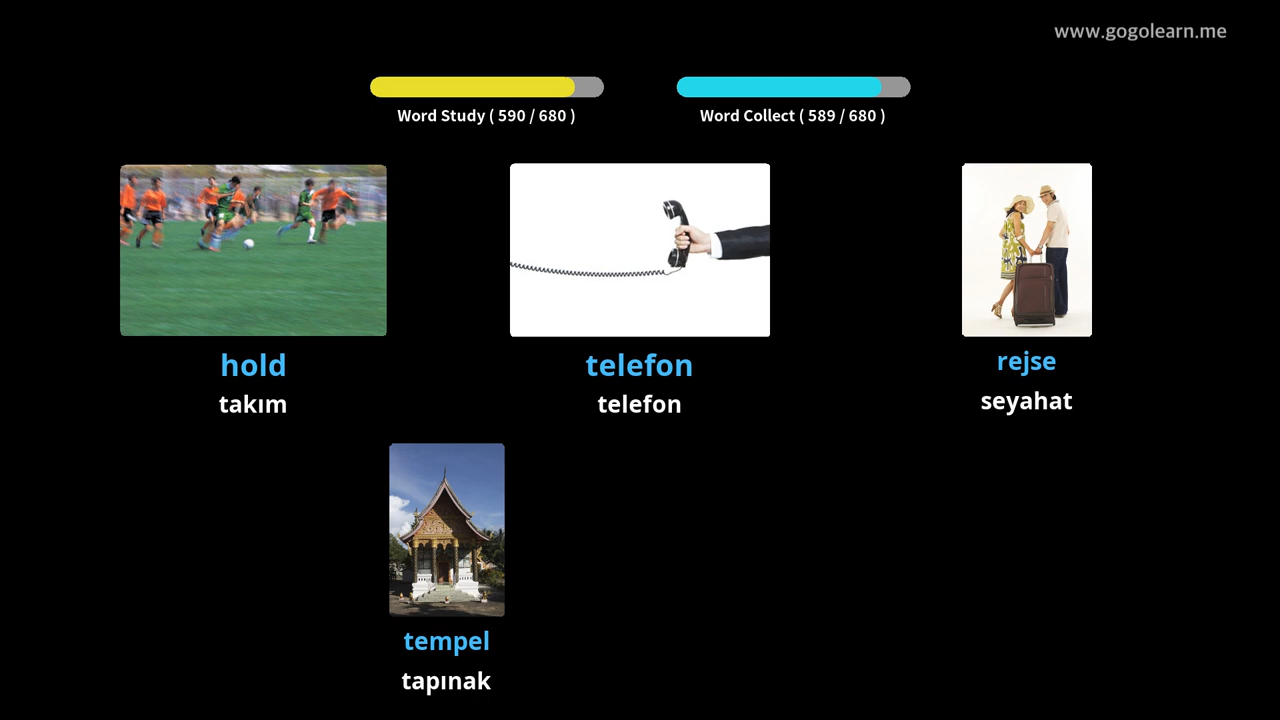 www.gogolearn.me
Word Study ( 590 / 680 )
Word Collect ( 589 / 680 )
hold
takım
telefon
telefon
rejse
seyahat
tempel
tapınak